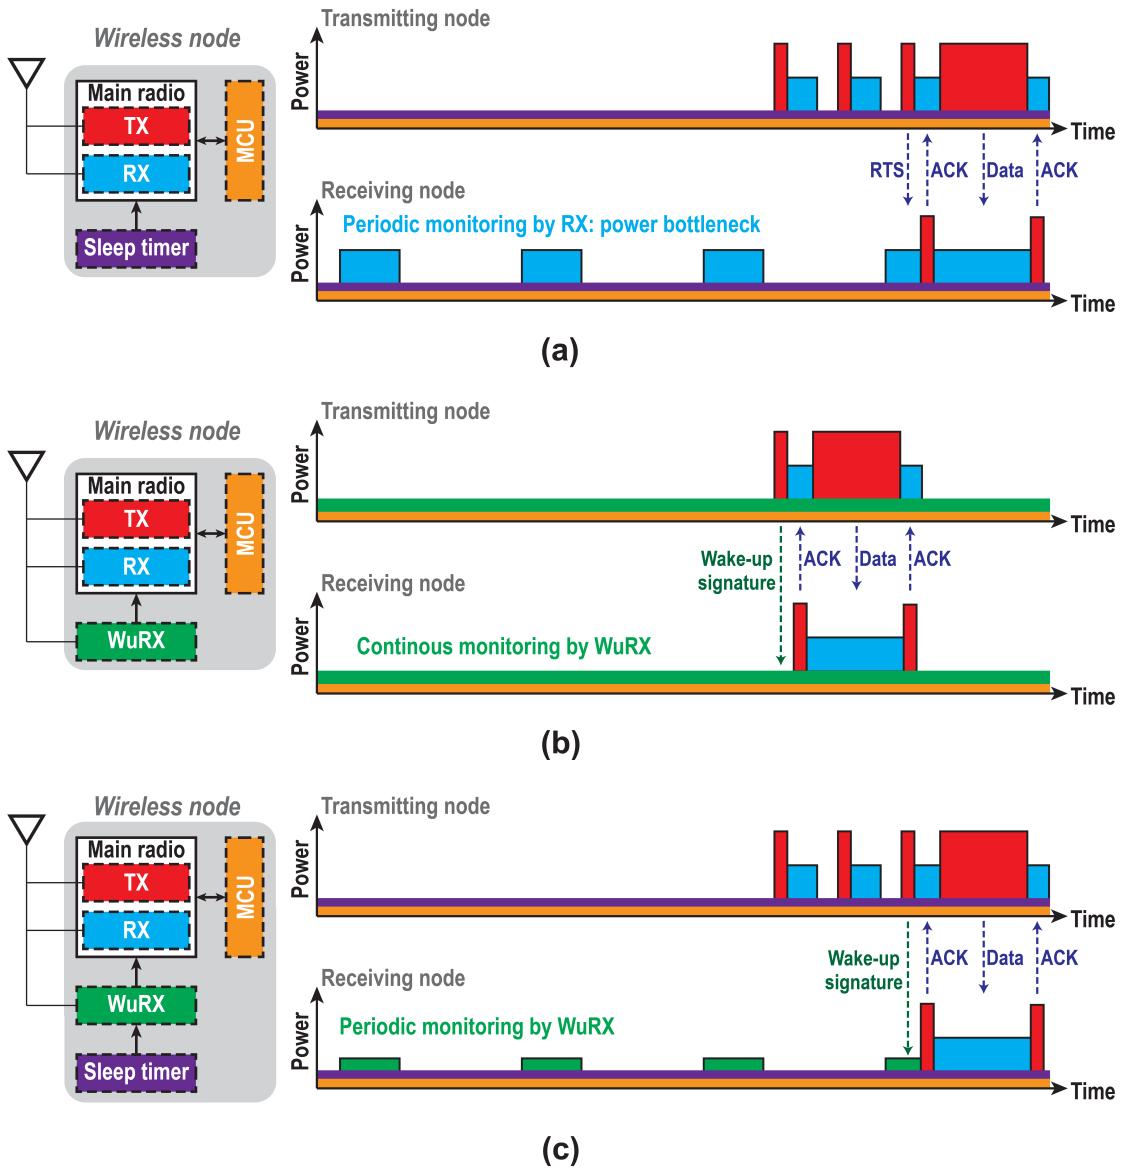 Wireless node
Main radio
TX
RX
MCU
Sleep timer
Transmitting node
Power
Time
RTS
ACK
Data
ACK
Receiving node
Periodic monitoring by RX: power bottleneck
Power
Time
(a)
Wireless node
Main radio
TX
RX
MCU
WuRX
Transmitting node
Power
Time
Wake-up
signature
ACK
Data
ACK
Receiving node
Continous monitoring by WuRX
Power
Time
(b)
Wireless node
Main radio
TX
RX
MCU
WuRX
Sleep timer
Transmitting node
Power
Time
Wake-up
signature
ACK
Data
ACK
Receiving node
Periodic monitoring by WuRX
Power
Time
(c)